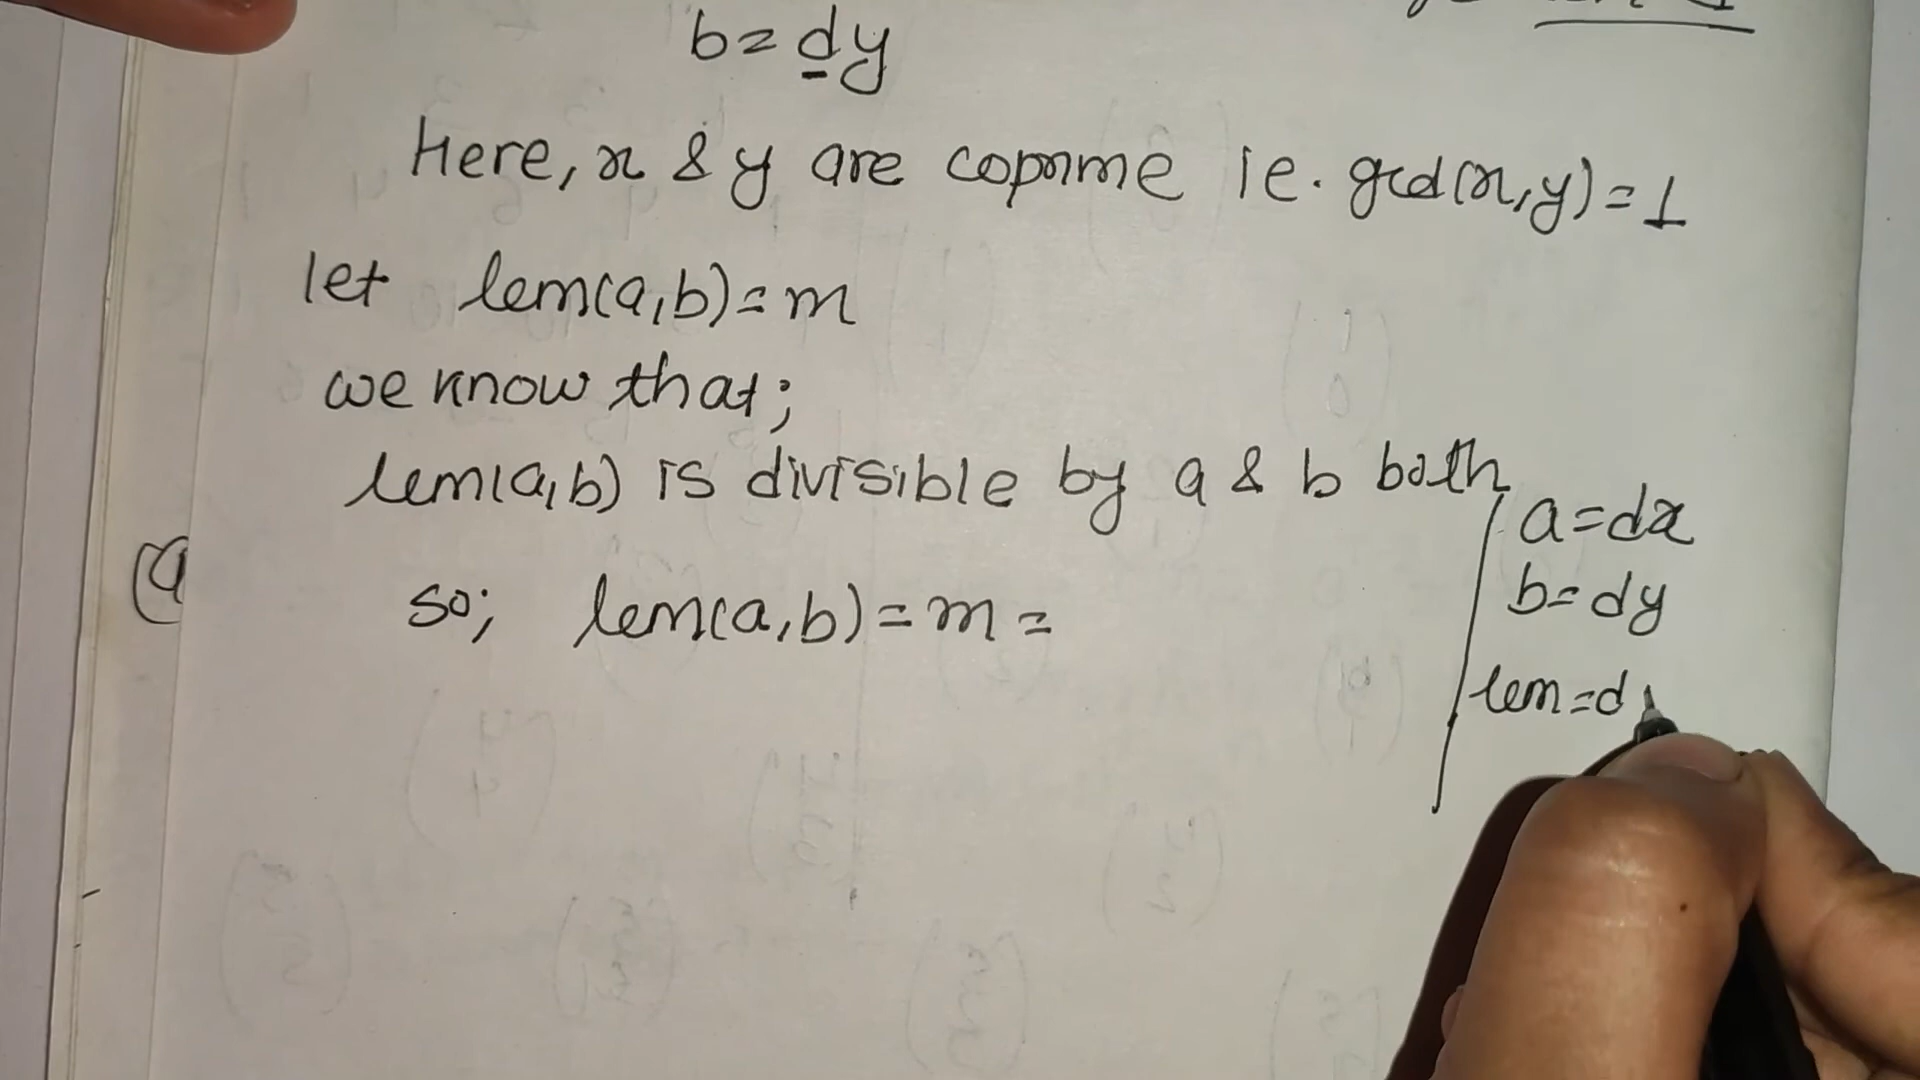 b = dy
Here, x & y are coprime ie. gcd(x,y) = 1
let lcm(a,b) = m
we know that;
lcm(a,b) is divisible by a & b both
a = dx
b = dy
so; lcm(a,b) = m =
lcm = d